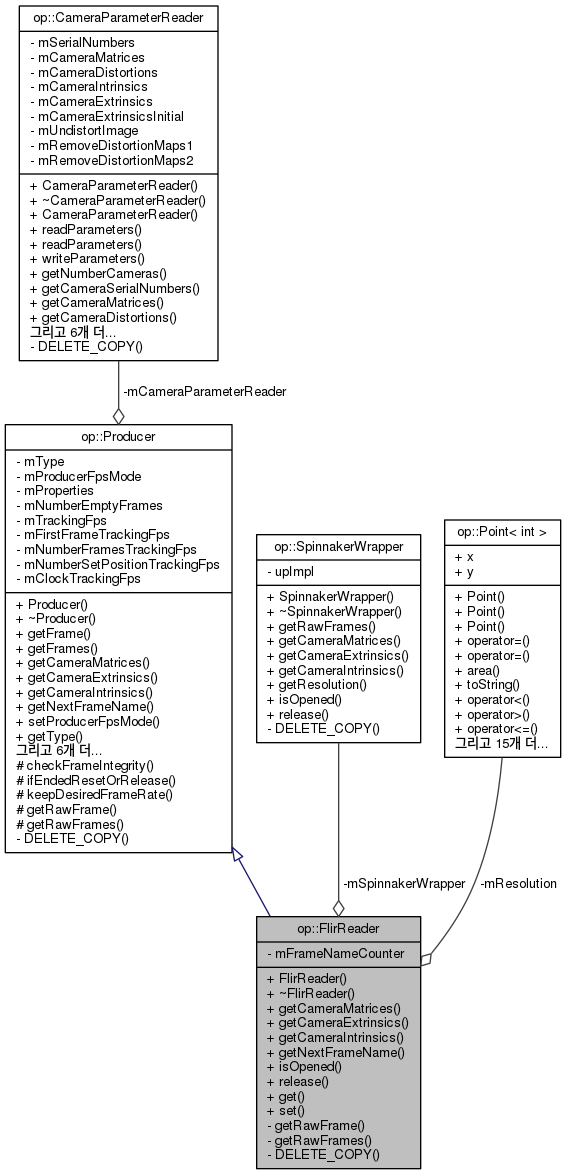 op::CameraParameterReader
- mSerialNumbers
- mCameraMatrices
- mCameraDistortions
- mCameraIntrinsics
- mCameraExtrinsics
- mCameraExtrinsicsInitial
- mUndistortImage
- mRemoveDistortionMaps1
- mRemoveDistortionMaps2
+ CameraParameterReader()
+ ~CameraParameterReader()
+ CameraParameterReader()
+ readParameters()
+ readParameters()
+ writeParameters()
+ getNumberCameras()
+ getCameraSerialNumbers()
+ getCameraMatrices()
+ getCameraDistortions()
그리고 6개 더...
- DELETE_COPY()
-mCameraParameterReader
op::Producer
- mType
- mProducerFpsMode
- mProperties
- mNumberEmptyFrames
- mTrackingFps
- mFirstFrameTrackingFps
- mNumberFramesTrackingFps
- mNumberSetPositionTrackingFps
- mClockTrackingFps
+ Producer()
+ ~Producer()
+ getFrame()
+ getFrames()
+ getCameraMatrices()
+ getCameraExtrinsics()
+ getCameraIntrinsics()
+ getNextFrameName()
+ setProducerFpsMode()
+ getType()
그리고 6개 더...
# checkFrameIntegrity()
# ifEndedResetOrRelease()
# keepDesiredFrameRate()
# getRawFrame()
# getRawFrames()
- DELETE_COPY()
op::SpinnakerWrapper
- upImpl
+ SpinnakerWrapper()
+ ~SpinnakerWrapper()
+ getRawFrames()
+ getCameraMatrices()
+ getCameraExtrinsics()
+ getCameraIntrinsics()
+ getResolution()
+ isOpened()
+ release()
- DELETE_COPY()
op::Point< int >
+ x
+ y
+ Point()
+ Point()
+ Point()
+ operator=()
+ operator=()
+ area()
+ toString()
+ operator<()
+ operator>()
+ operator<=()
그리고 15개 더...
-mSpinnakerWrapper
-mResolution
op::FlirReader
- mFrameNameCounter
+ FlirReader()
+ ~FlirReader()
+ getCameraMatrices()
+ getCameraExtrinsics()
+ getCameraIntrinsics()
+ getNextFrameName()
+ isOpened()
+ release()
+ get()
+ set()
- getRawFrame()
- getRawFrames()
- DELETE_COPY()